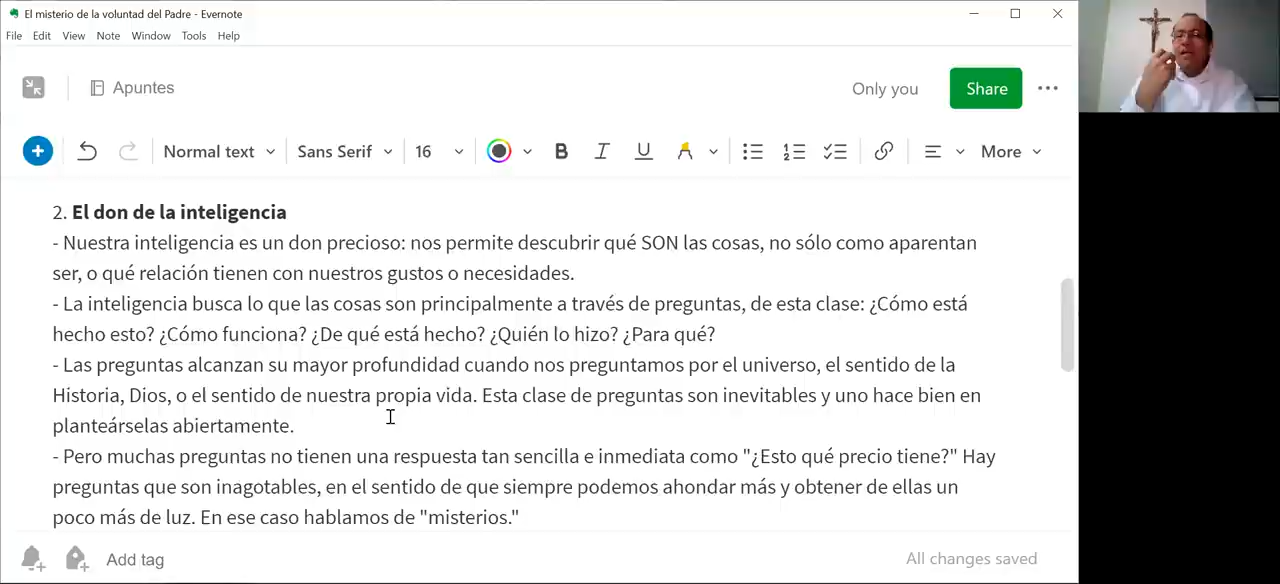 El misterio de la voluntad del Padre - Evernote
File Edit View Note Window Tools Help
Apuntes
Only you
Share
Normal text
Sans Serif
16
B I U
More
2. El don de la inteligencia
- Nuestra inteligencia es un don precioso: nos permite descubrir qué SON las cosas, no sólo como aparentan
ser, o qué relación tienen con nuestros gustos o necesidades.
- La inteligencia busca lo que las cosas son principalmente a través de preguntas, de esta clase: ¿Cómo está
hecho esto? ¿Cómo funciona? ¿De qué está hecho? ¿Quién lo hizo? ¿Para qué?
- Las preguntas alcanzan su mayor profundidad cuando nos preguntamos por el universo, el sentido de la
Historia, Dios, o el sentido de nuestra propia vida. Esta clase de preguntas son inevitables y uno hace bien en
planteárselas abiertamente.
- Pero muchas preguntas no tienen una respuesta tan sencilla e inmediata como "¿Esto qué precio tiene?" Hay
preguntas que son inagotables, en el sentido de que siempre podemos ahondar más y obtener de ellas un
poco más de luz. En ese caso hablamos de "misterios."
Add tag
All changes saved